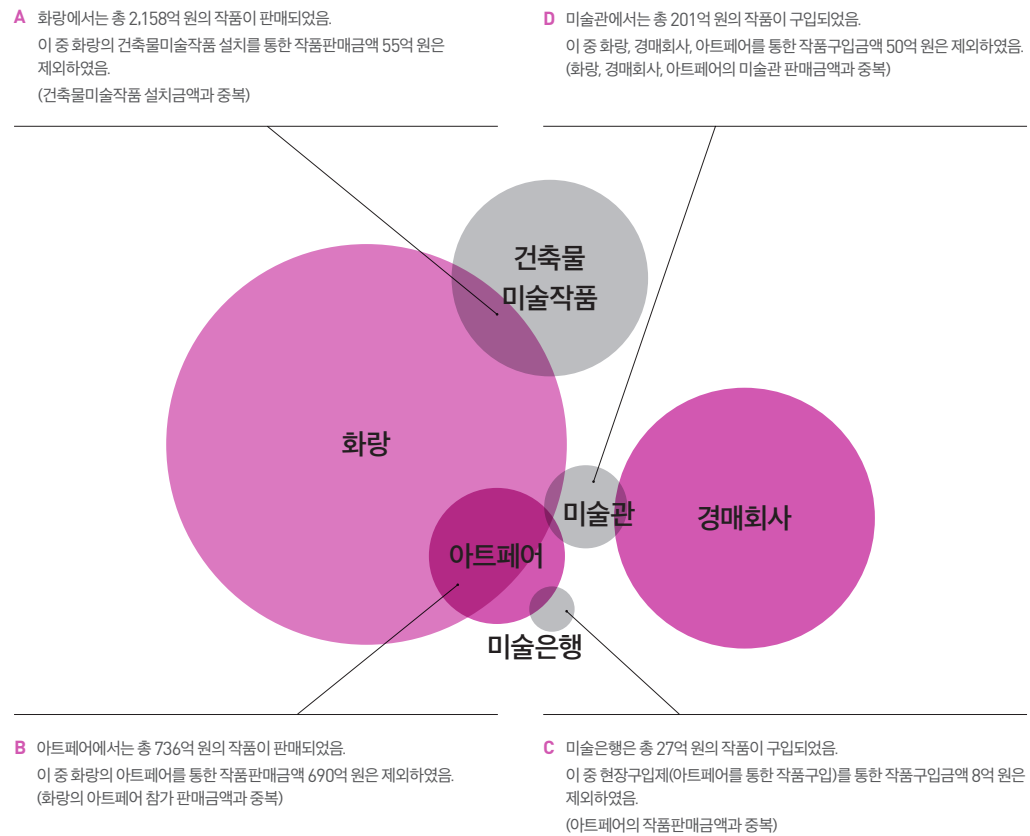 A 화랑에서는 총 2,158억 원의 작품이 판매되었음.
이 중 화랑의 건축물미술작품 설치를 통한 작품판매금액 55억 원은
제외하였음.
(건축물미술작품 설치금액과 중복)
D 미술관에서는 총 201억 원의 작품이 구입되었음.
이 중 화랑, 경매회사, 아트페어를 통한 작품구입금액 50억 원은 제외하였음.
(화랑, 경매회사, 아트페어의 미술관 판매금액과 중복)
건축물
미술작품
화랑
미술관
경매회사
아트페어
미술은행
B 아트페어에서는 총 736억 원의 작품이 판매되었음.
이 중 화랑의 아트페어를 통한 작품판매금액 690억 원은 제외하였음.
(화랑의 아트페어 참가 판매금액과 중복)
C 미술은행은 총 27억 원의 작품이 구입되었음.
이 중 현장구입제(아트페어를 통한 작품구입)를 통한 작품구입금액 8억 원은
제외하였음.
(아트페어의 작품판매금액과 중복)